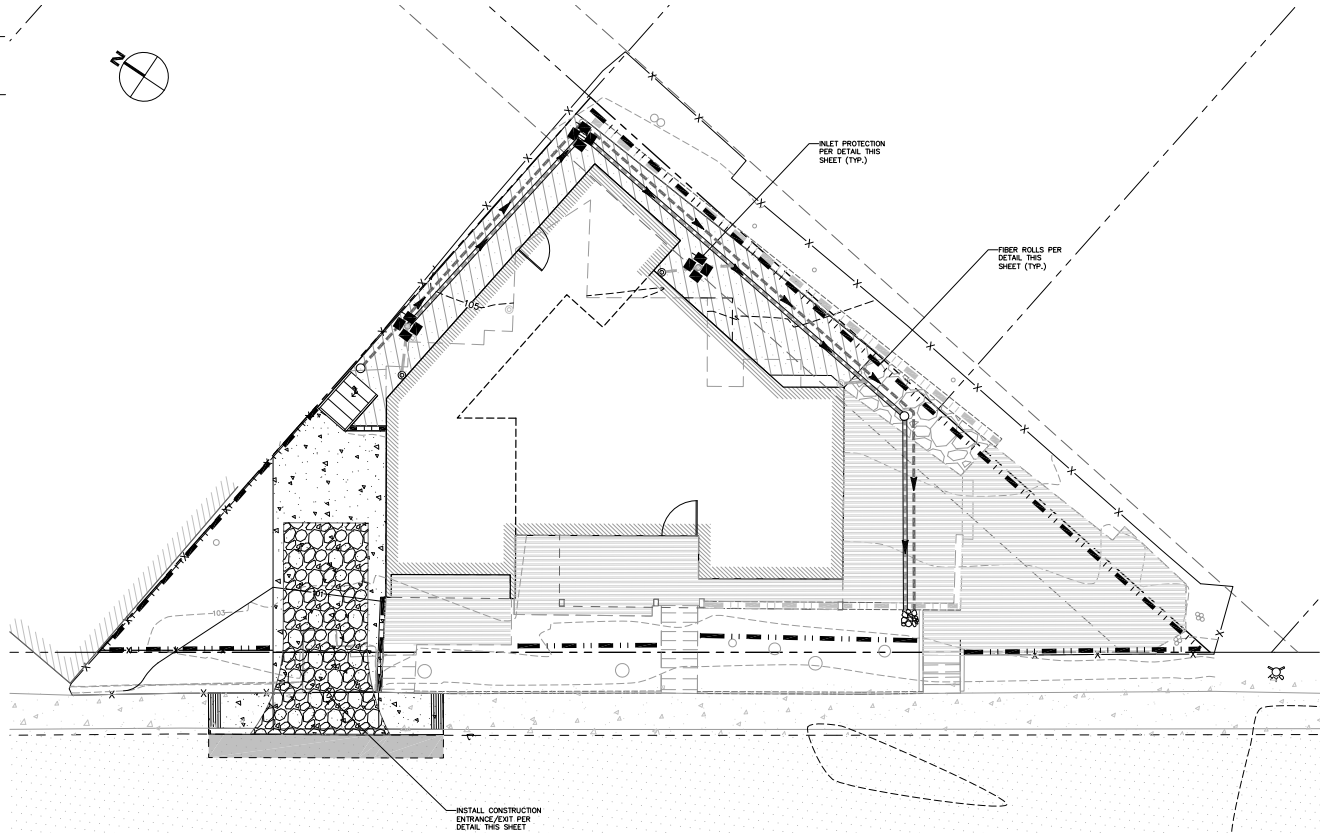 N
INLET PROTECTION
PER DETAIL THIS
SHEET (TYP.)
FIBER ROLLS PER
DETAIL THIS
SHEET (TYP.)
105
103
INSTALL CONSTRUCTION
ENTRANCE/EXIT PER
DETAIL THIS SHEET